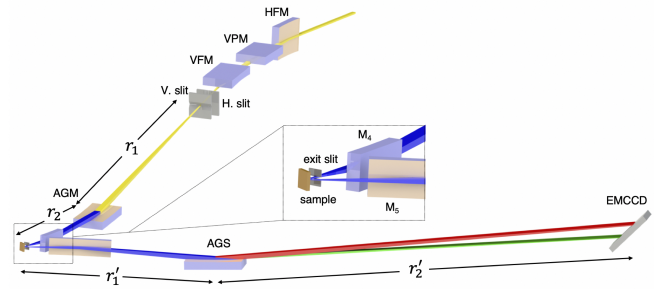 HFM
VPM
VFM
V. slit
H. slit
r₁
M₄
exit slit
AGM
r₂
sample
M₅
EMCCD
AGS
r₁′
r₂′